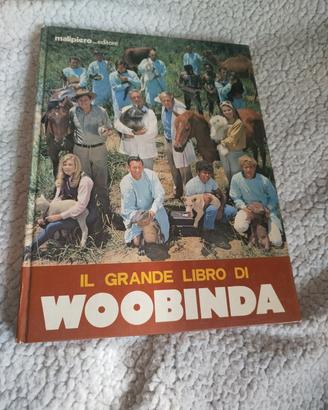 malipiero s.p.a. editore
IL GRANDE LIBRO DI
WOOBINDA